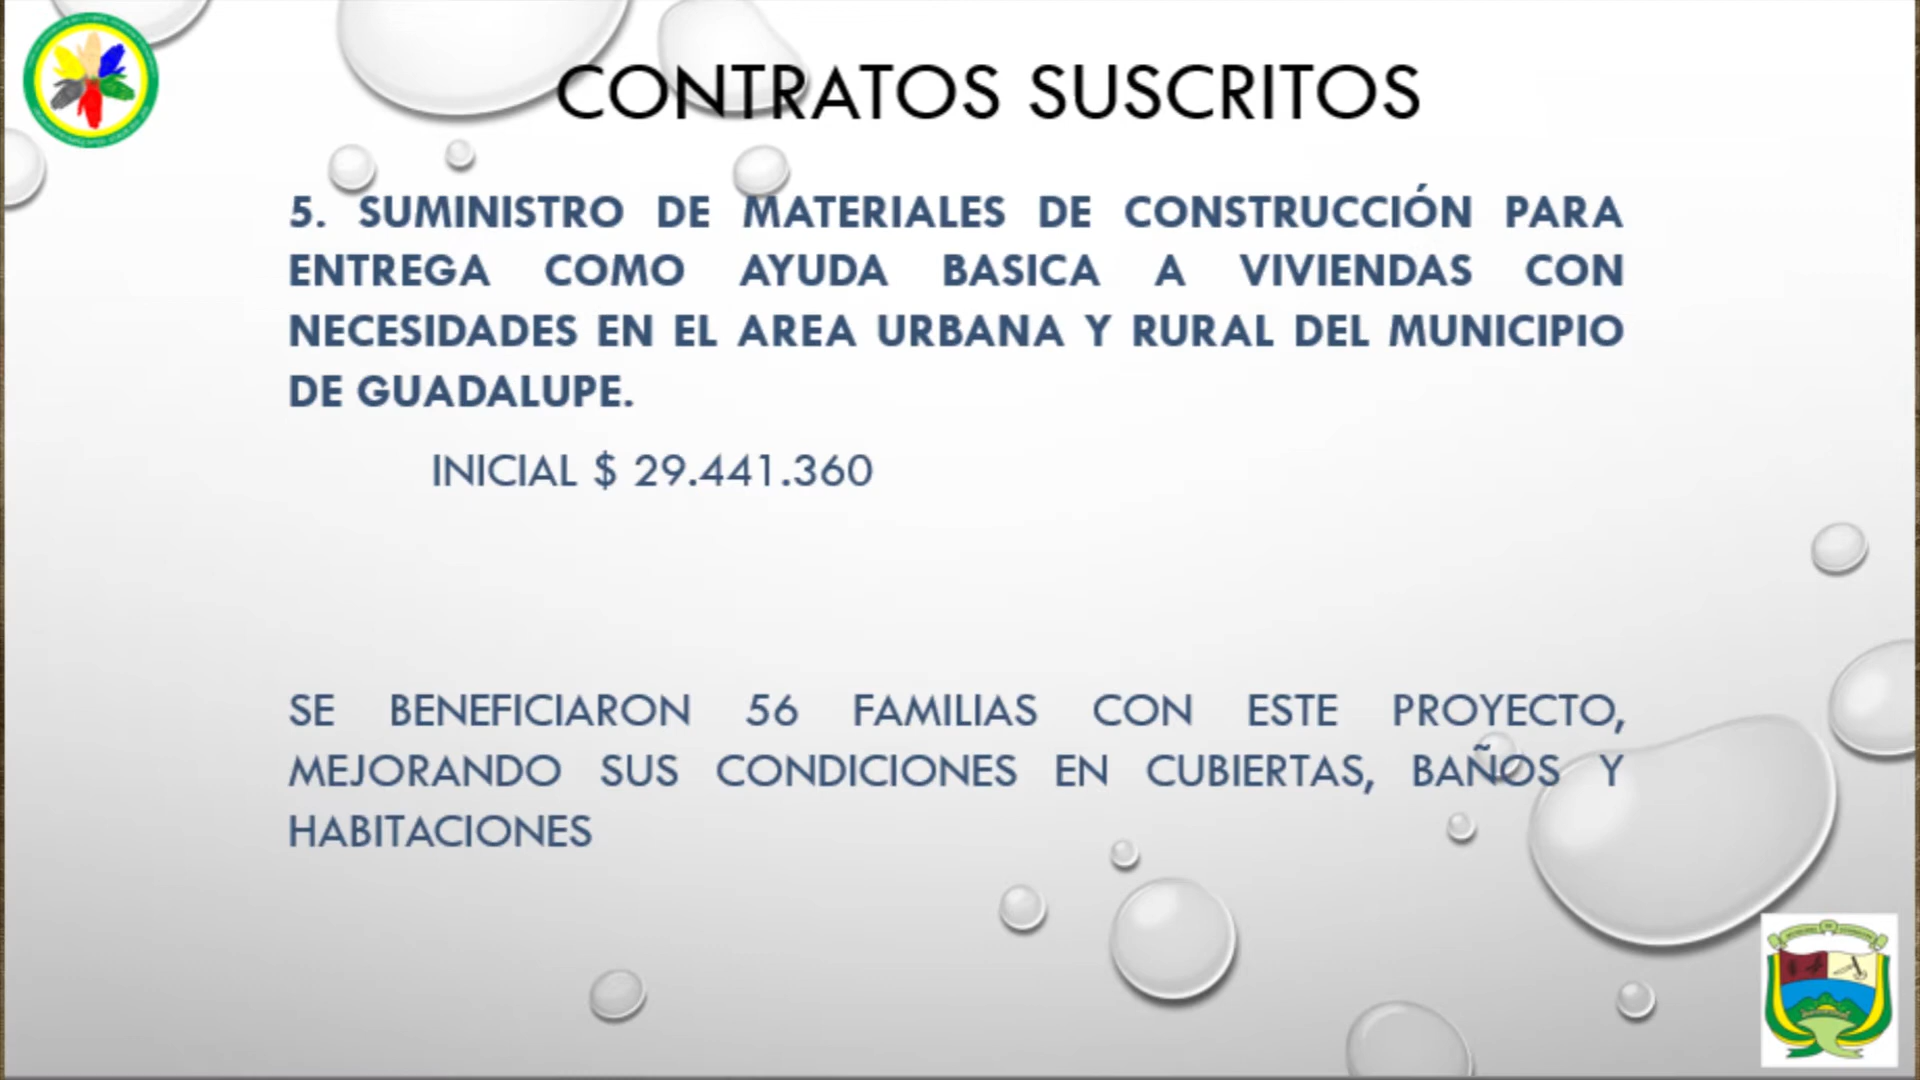 CONTRATOS SUSCRITOS
5. SUMINISTRO DE MATERIALES DE CONSTRUCCIÓN PARA
ENTREGA COMO AYUDA BASICA A VIVIENDAS CON
NECESIDADES EN EL AREA URBANA Y RURAL DEL MUNICIPIO
DE GUADALUPE.
INICIAL $ 29.441.360
SE BENEFICIARON 56 FAMILIAS CON ESTE PROYECTO,
MEJORANDO SUS CONDICIONES EN CUBIERTAS, BAÑOS Y
HABITACIONES